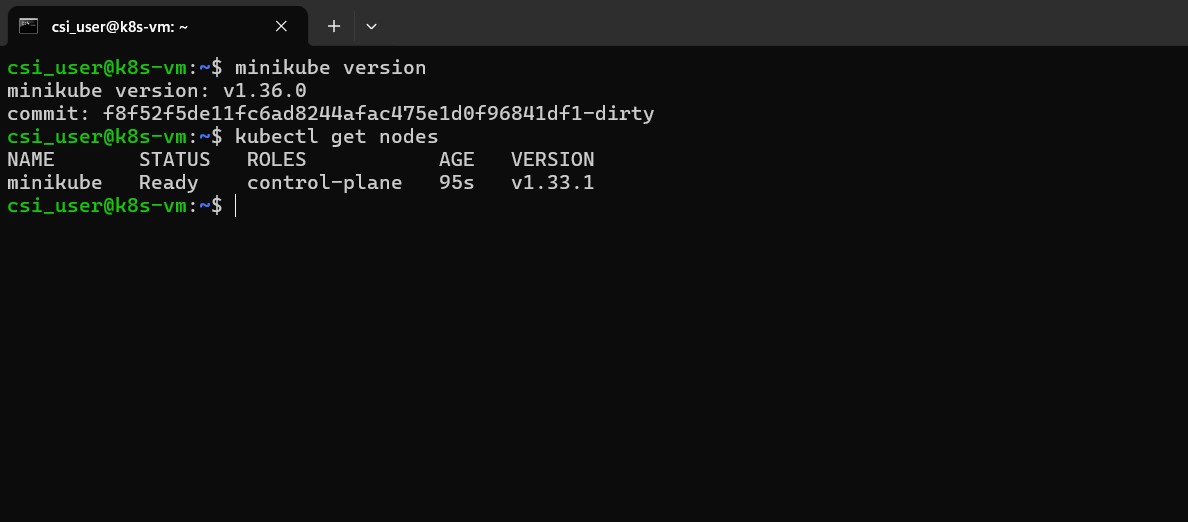 csi_user@k8s-vm: ~
csi_user@k8s-vm:~$ minikube version
minikube version: v1.36.0
commit: f8f52f5de11fc6ad8244afac475e1d0f96841df1-dirty
csi_user@k8s-vm:~$ kubectl get nodes
NAME       STATUS   ROLES           AGE   VERSION
minikube   Ready    control-plane   95s   v1.33.1
csi_user@k8s-vm:~$